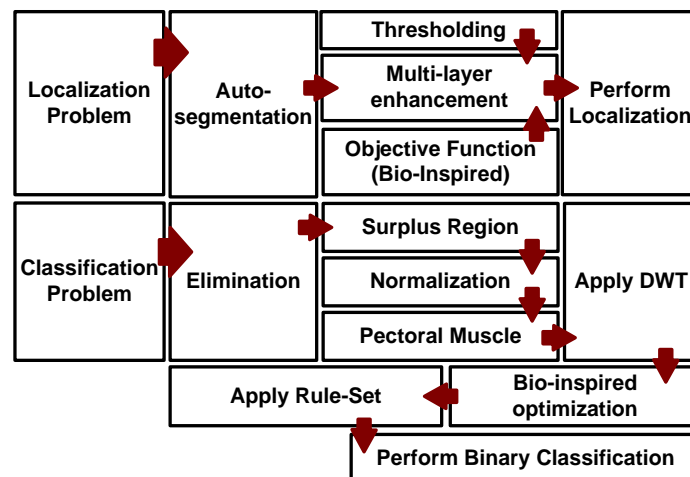 Localization
Problem
Auto-
segmentation
Thresholding
Multi-layer
enhancement
Objective Function
(Bio-Inspired)
Perform
Localization
Classification
Problem
Elimination
Surplus Region
Normalization
Pectoral Muscle
Apply DWT
Bio-inspired
optimization
Apply Rule-Set
Perform Binary Classification